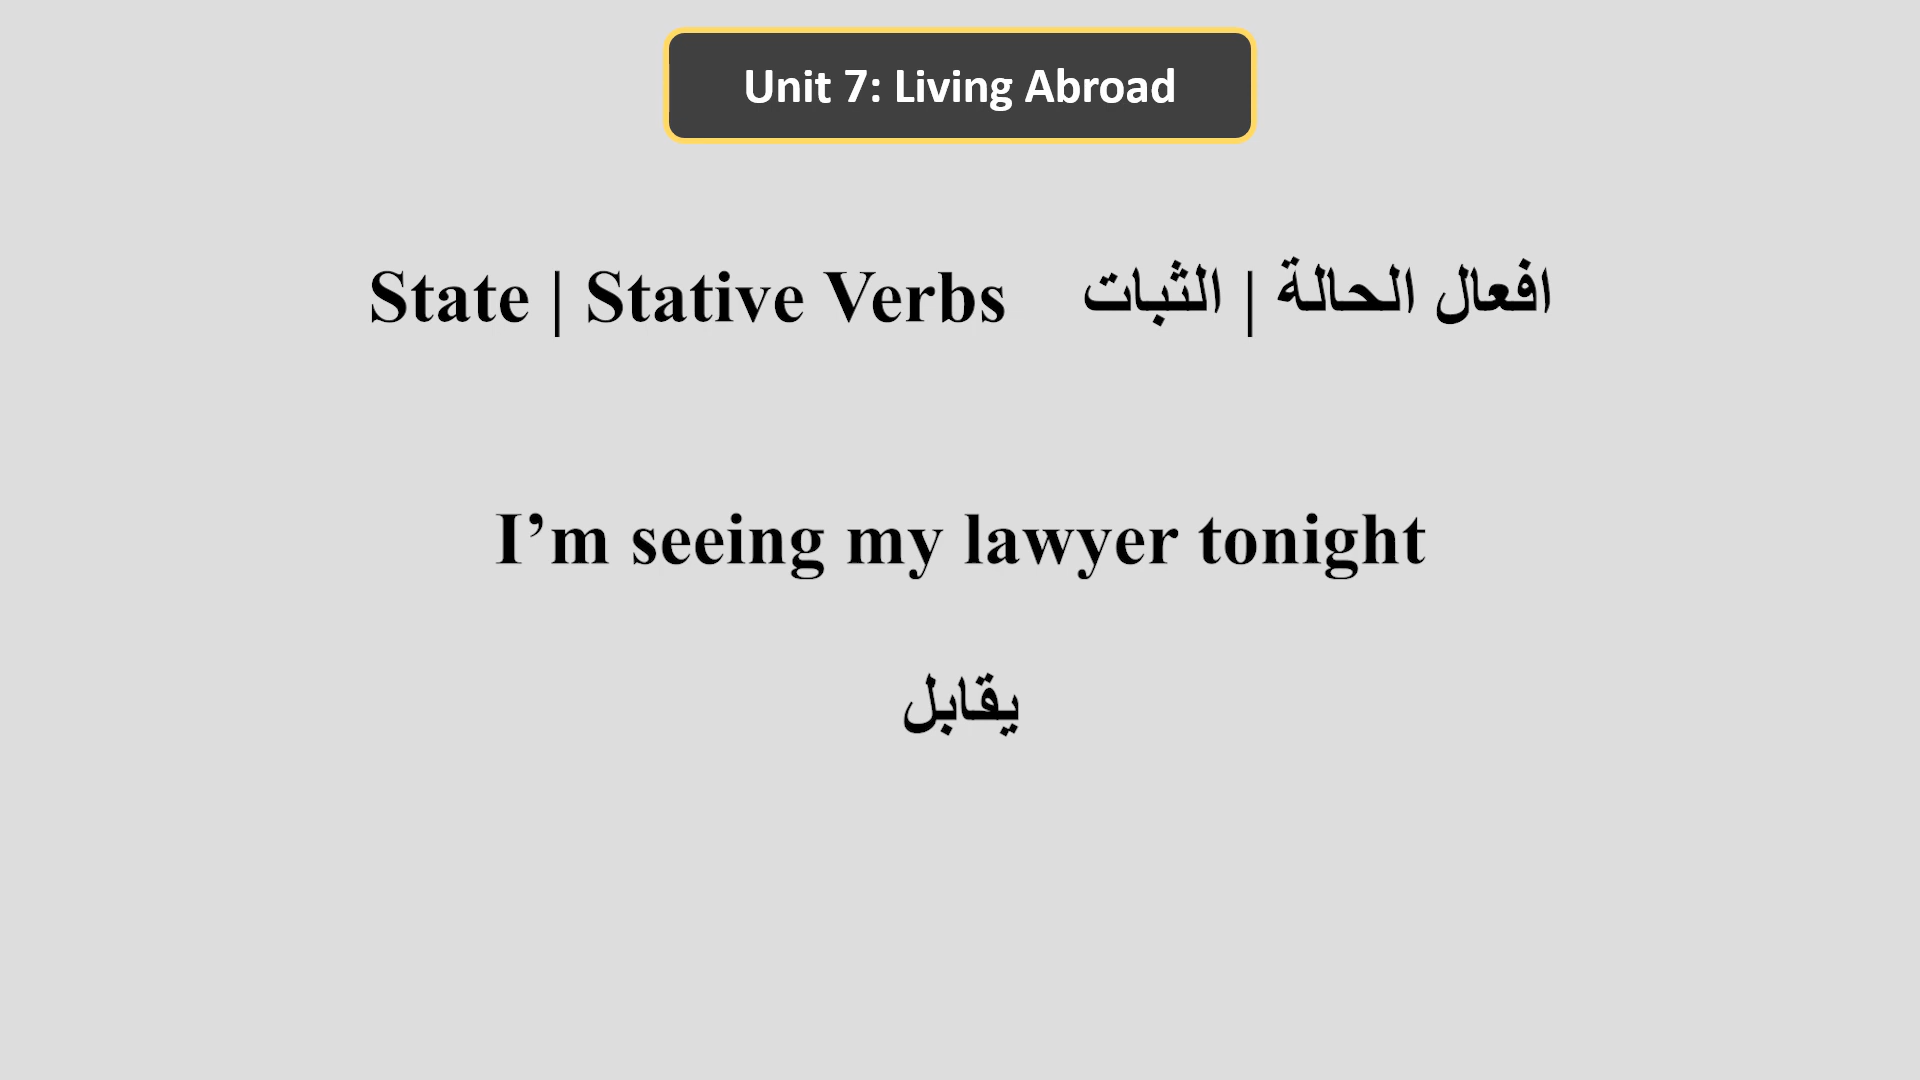 Unit 7: Living Abroad
State | Stative Verbs افعال الحالة | الثبات
I’m seeing my lawyer tonight
يقابل